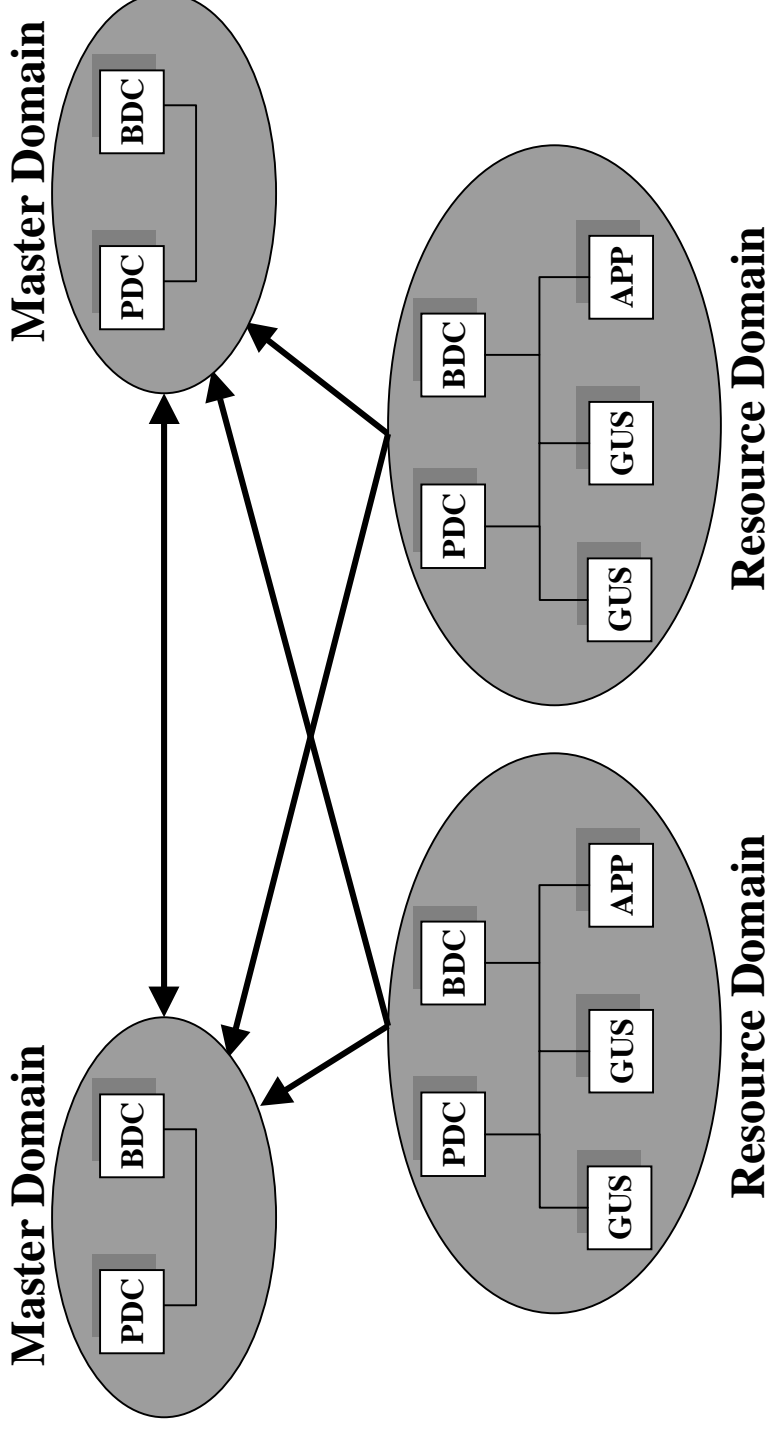 Master Domain
Master Domain
PDC
BDC
PDC
BDC
PDC
BDC
PDC
BDC
GUS
GUS
APP
GUS
GUS
APP
Resource Domain
Resource Domain